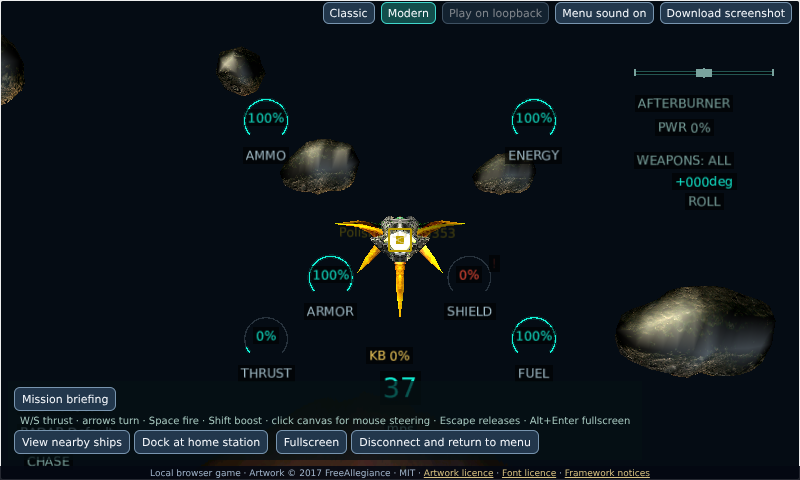 Classic Modern Play on loopback Menu sound on Download screenshot
AFTERBURNER
PWR 0%
100% 100%
AMMO ENERGY
WEAPONS: ALL
+000deg
ROLL
100% 0% !
ARMOR SHIELD
0% 100%
THRUST FUEL
KB 0%
37
Mission briefing
W/S thrust · arrows turn · Space fire · Shift boost · click canvas for mouse steering · Escape releases · Alt+Enter fullscreen
View nearby ships Dock at home station Fullscreen Disconnect and return to menu
CHASE
Local browser game · Artwork © 2017 FreeAllegiance · MIT · Artwork licence · Font licence · Framework notices